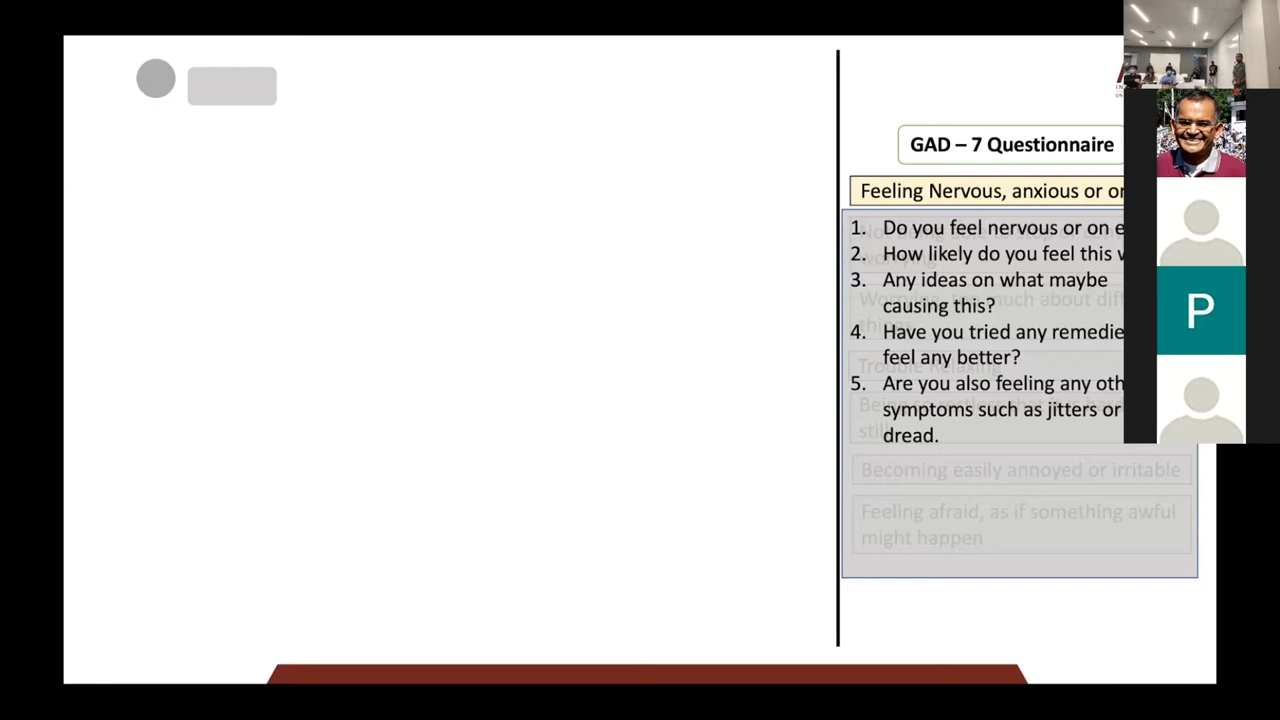 GAD – 7 Questionnaire
Feeling Nervous, anxious or
1. Do you feel nervous or on
2. How likely do you feel this
3. Any ideas on what maybe
causing this?
4. Have you tried any
feel any better?
5. Are you also feeling any
symptoms such as jitters or
dread.
Trouble Relaxing
Becoming easily annoyed or irritable
Feeling afraid, as if something awful
might happen
P